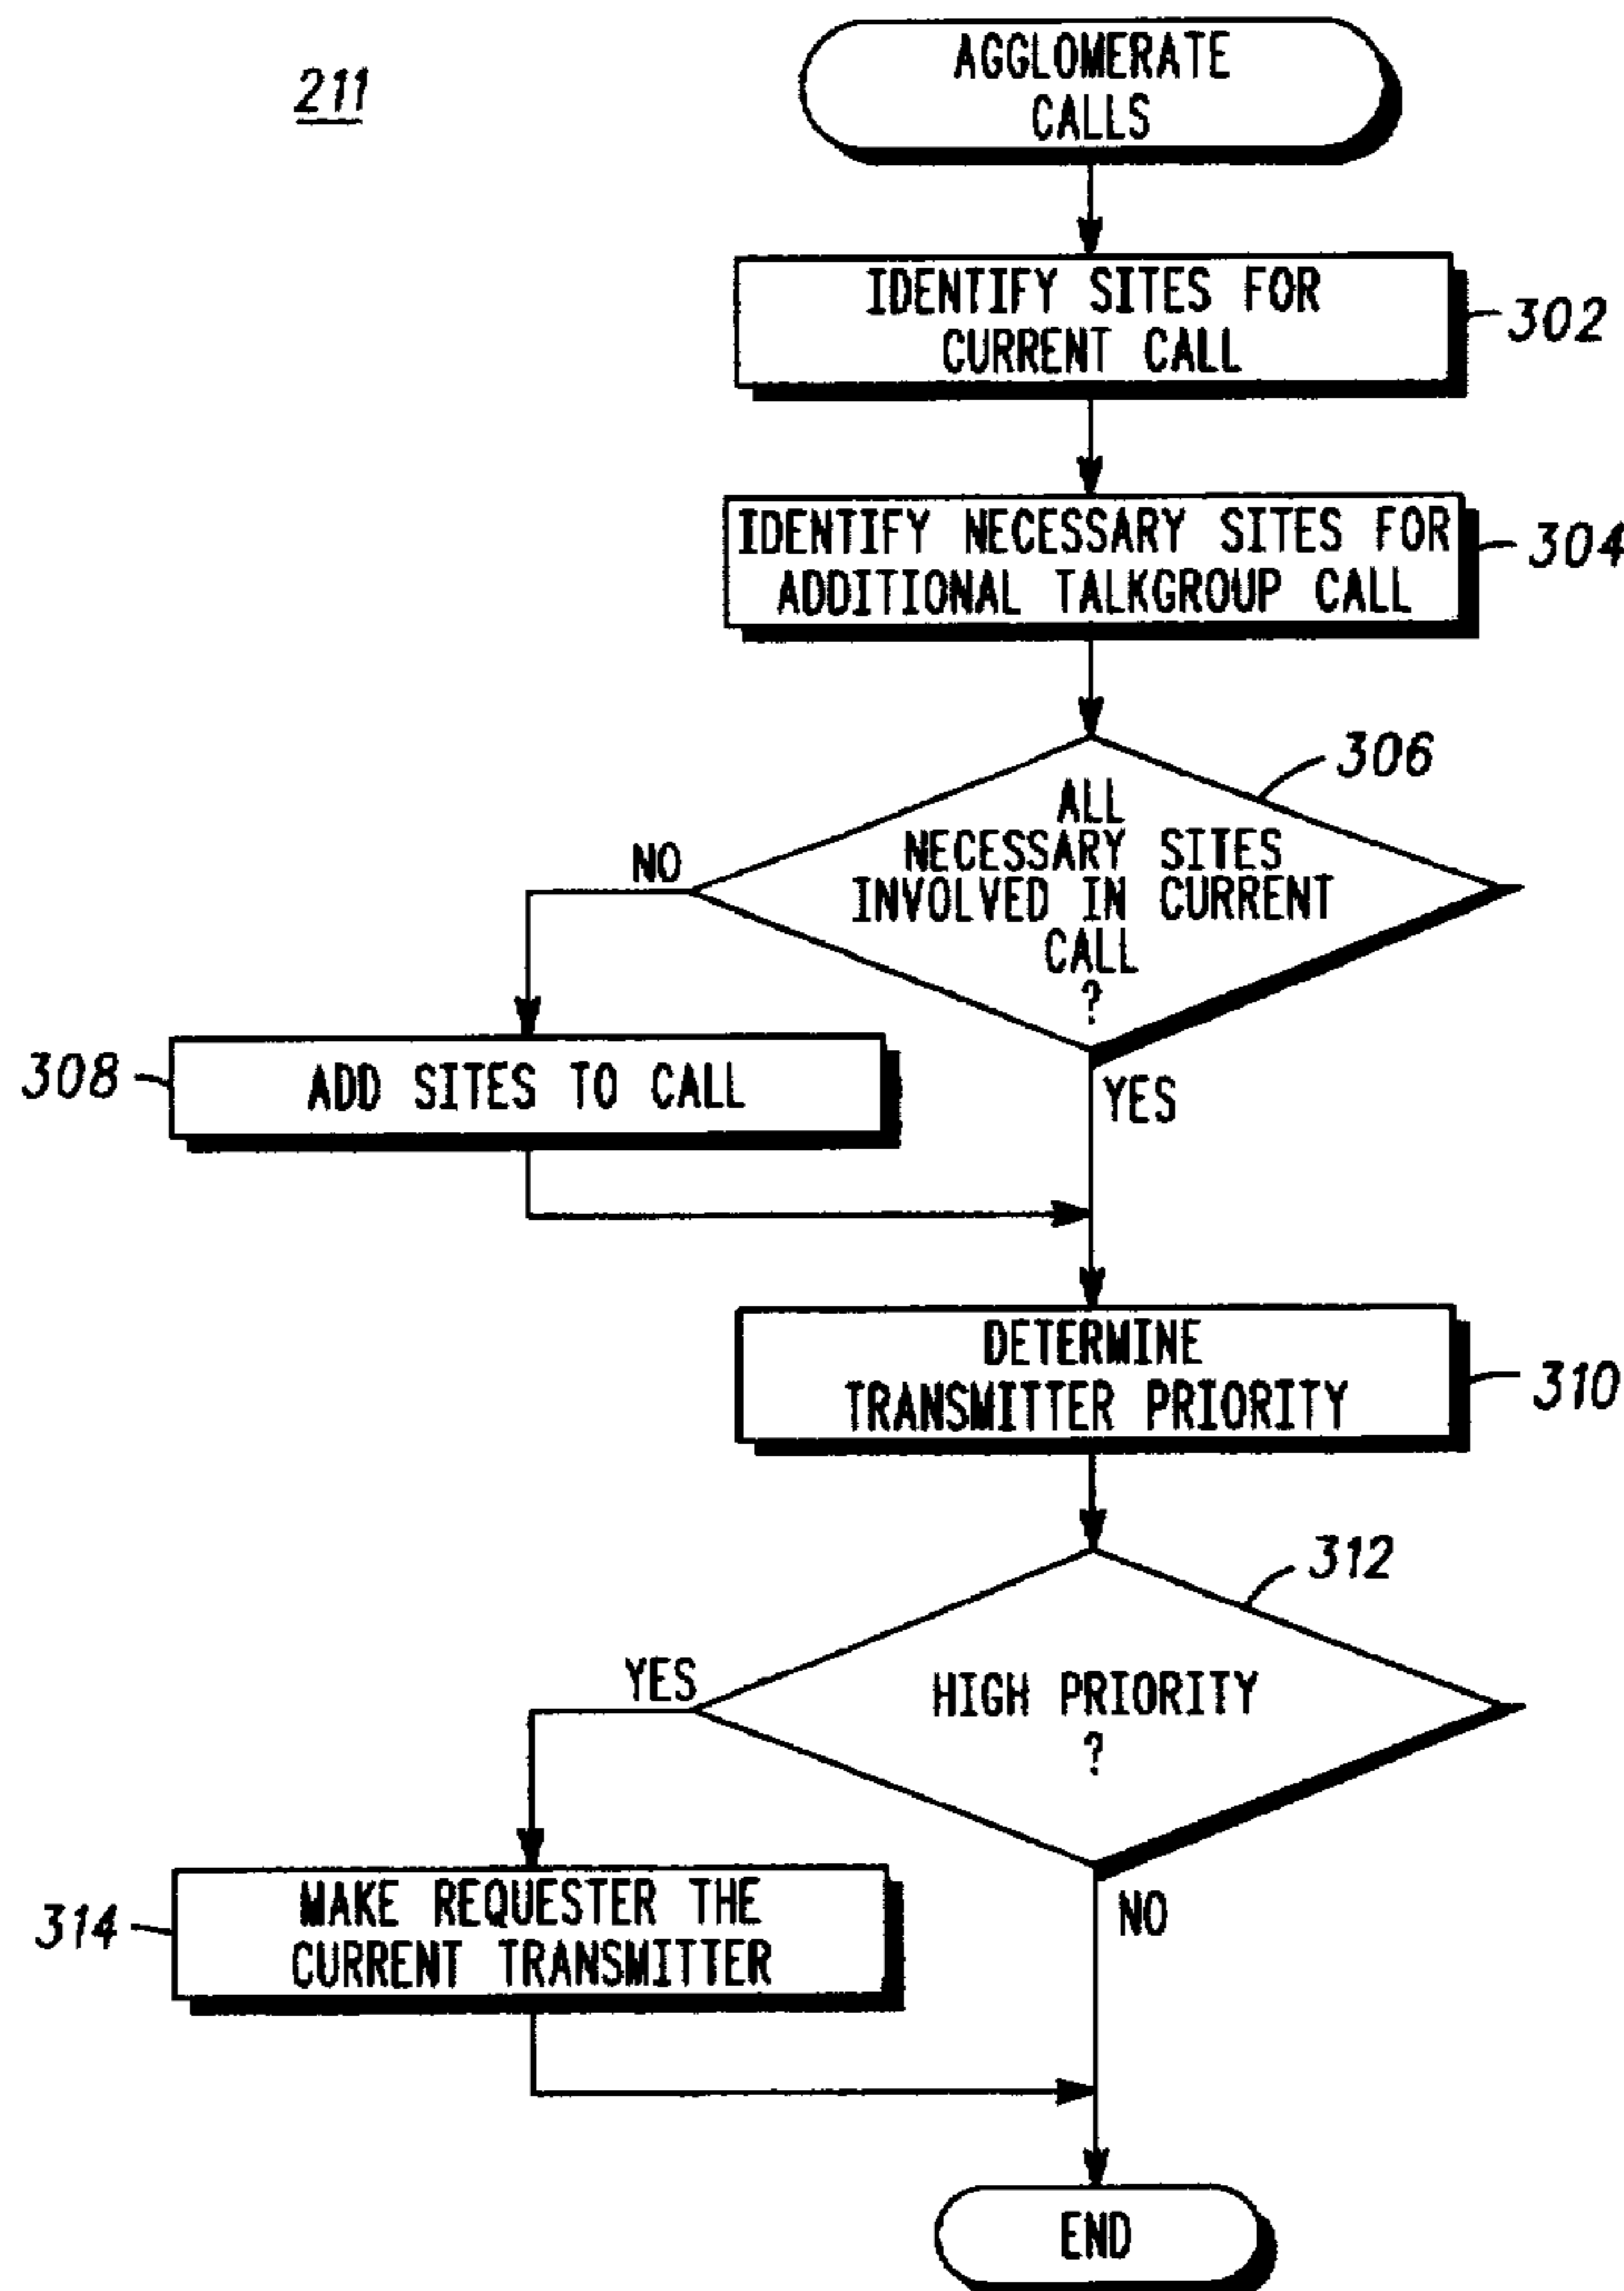 211
AGGLOMERATE
CALLS
IDENTIFY SITES FOR
CURRENT CALL
302
IDENTIFY NECESSARY SITES FOR
ADDITIONAL TALKGROUP CALL
304
306
ALL
NECESSARY SITES
INVOLVED IN CURRENT
CALL
?
NO
YES
308
ADD SITES TO CALL
DETERMINE
TRANSMITTER PRIORITY
310
312
HIGH PRIORITY
?
YES
NO
314
MAKE REQUESTER THE
CURRENT TRANSMITTER
END